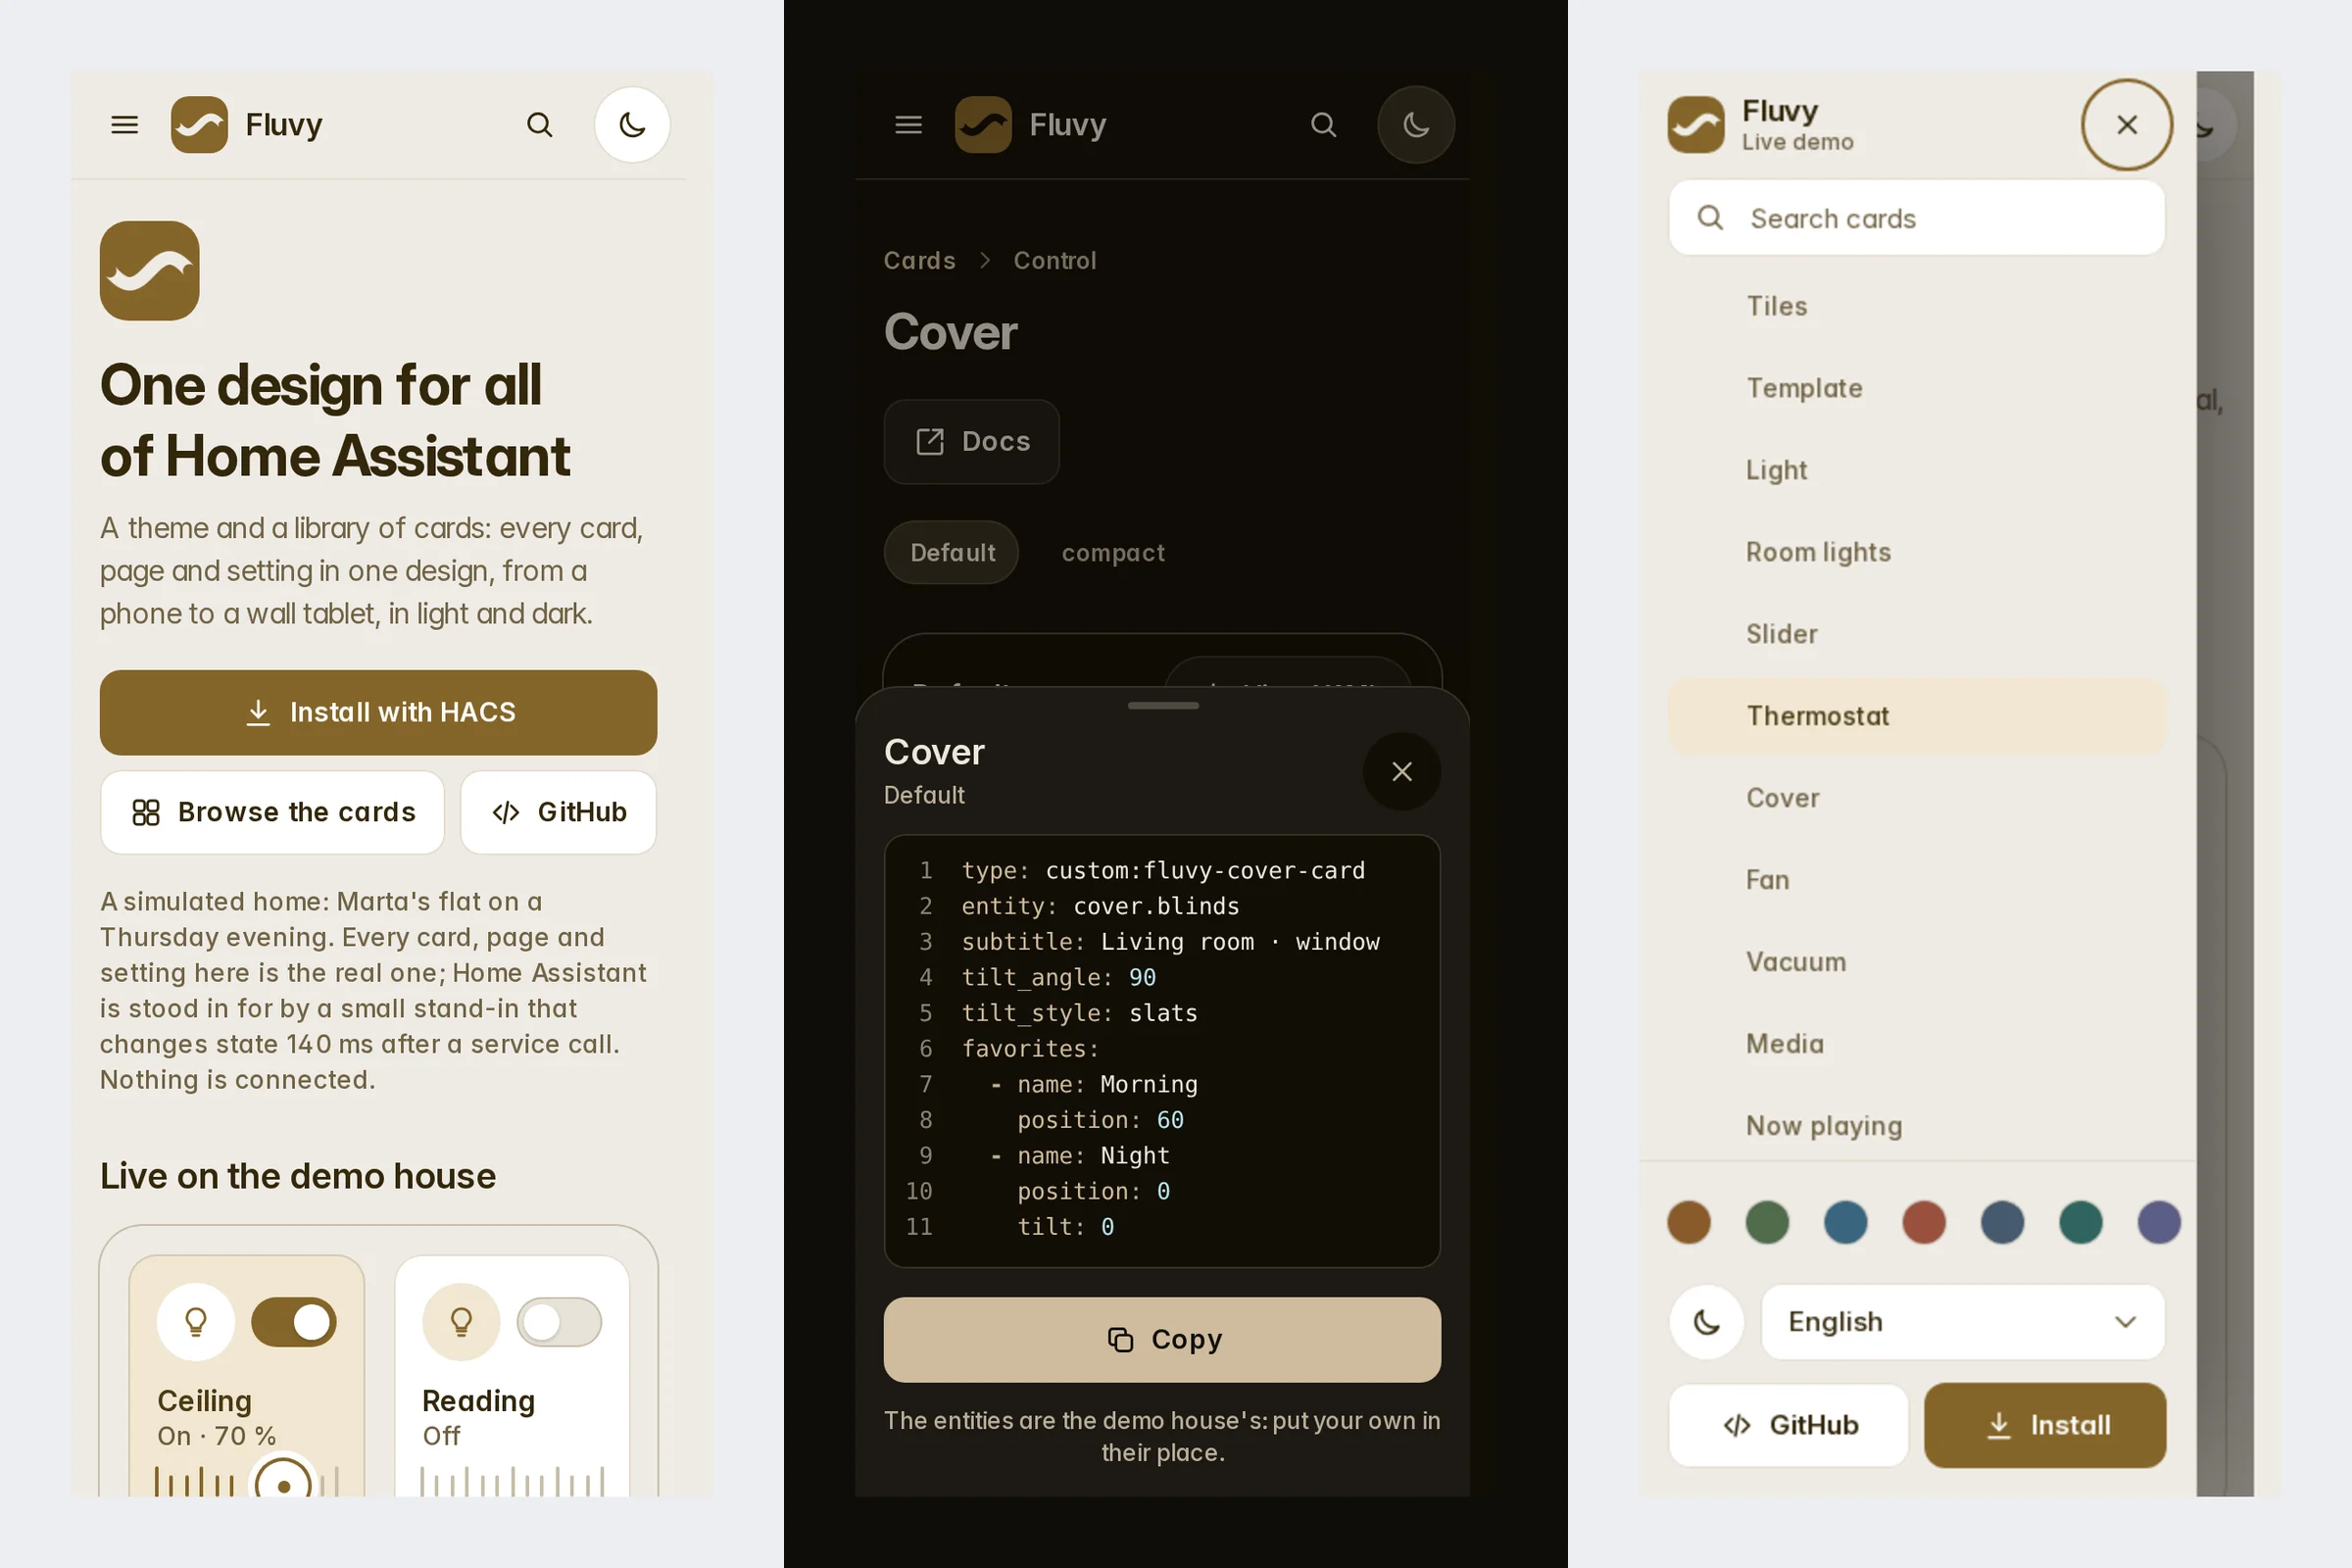 Fluvy
One design for all
of Home Assistant
A theme and a library of cards: every card,
page and setting in one design, from a
phone to a wall tablet, in light and dark.
Install with HACS
Browse the cards
GitHub
A simulated home: Marta's flat on a
Thursday evening. Every card, page and
setting here is the real one; Home Assistant
is stood in for by a small stand-in that
changes state 140 ms after a service call.
Nothing is connected.
Live on the demo house
Ceiling
On · 70 %
Reading
Off
Fluvy
Cards > Control
Cover
Docs
Default compact
Cover
Default
1 type: custom:fluvy-cover-card
2 entity: cover.blinds
3 subtitle: Living room · window
4 tilt_angle: 90
5 tilt_style: slats
6 favorites:
7 - name: Morning
8 position: 60
9 - name: Night
10 position: 0
11 tilt: 0
Copy
The entities are the demo house's: put your own in
their place.
Fluvy
Live demo
Search cards
Tiles
Template
Light
Room lights
Slider
Thermostat
Cover
Fan
Vacuum
Media
Now playing
English
GitHub
Install
al,